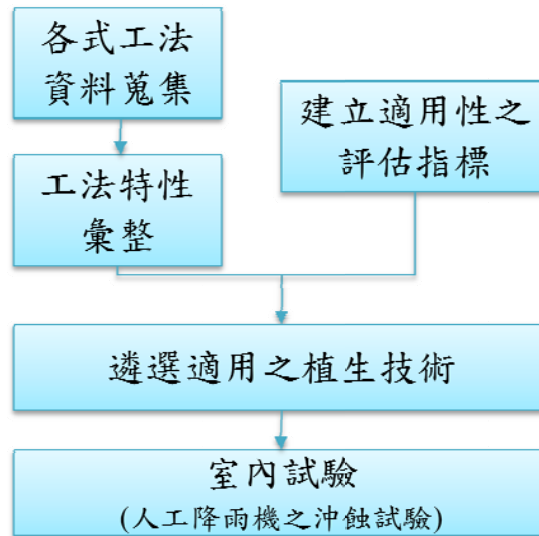 各式工法
資料蒐集
建立適用性之
評估指標
工法特性
彙整
遴選適用之植生技術
室內試驗
(人工降雨機之沖蝕試驗)